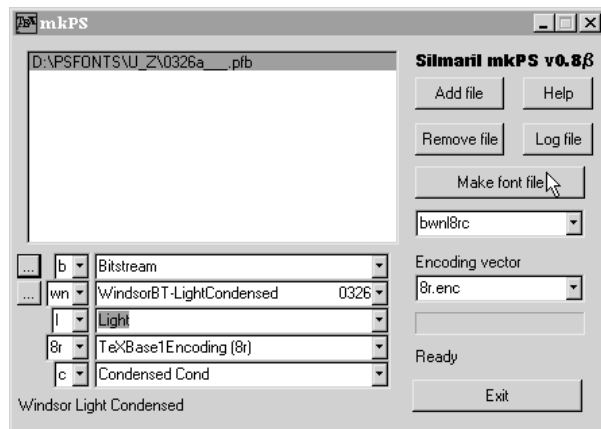 TEX mkPS
D:\PSFONTS\U_Z\0326a___.pfb
Silmaril mkPS v0.8β
Add file Help
Remove file Log file
Make font file
bwnl8rc
Encoding vector
8r.enc
Ready
Exit
... b Bitstream
... wn WindsorBT-LightCondensed 0326
l Light
8r TeXBase1Encoding (8r)
c Condensed Cond
Windsor Light Condensed